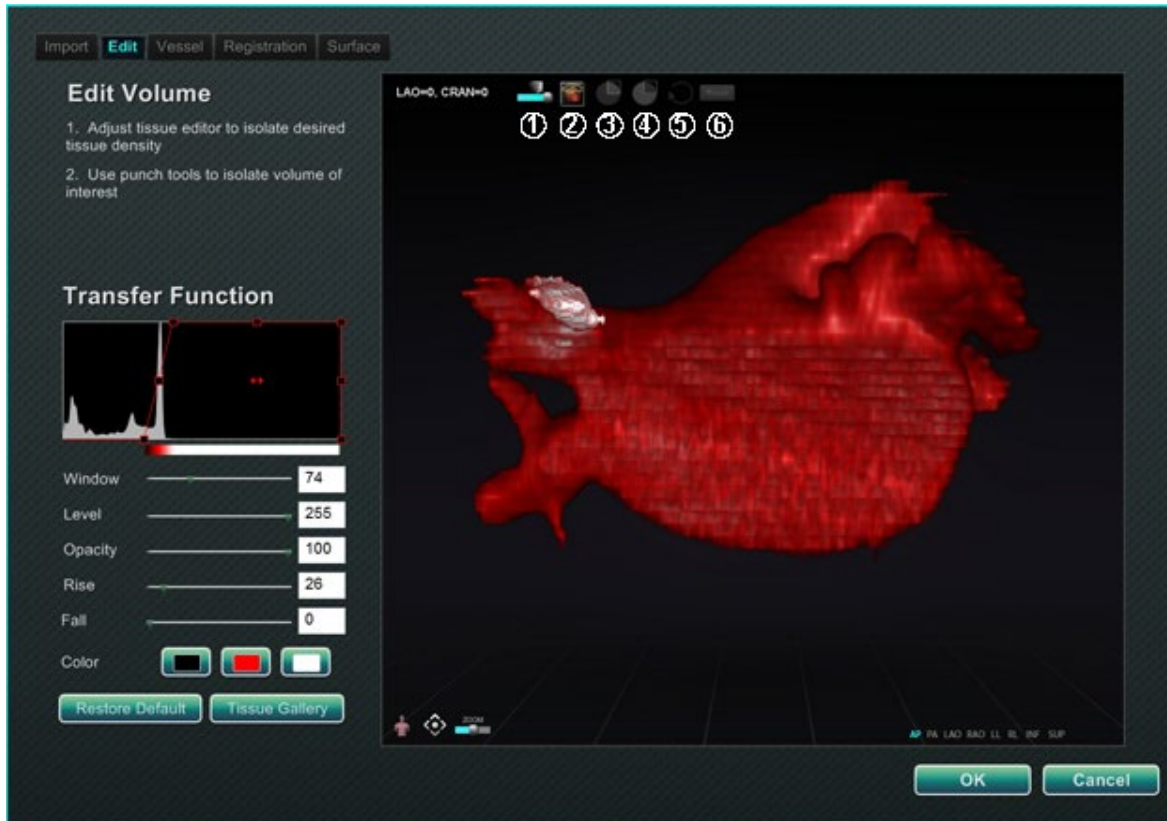 Import Edit Vessel Registration Surface
Edit Volume
1. Adjust tissue editor to isolate desired
tissue density
2. Use punch tools to isolate volume of
interest
Transfer Function
Window 74
Level 255
Opacity 100
Rise 26
Fall 0
Color
Restore Default Tissue Gallery
LAO=0, CRAN=0
① ② ③ ④ ⑤ ⑥
ZOOM
AP PA LAO RAO LL RL INF SUP
OK Cancel